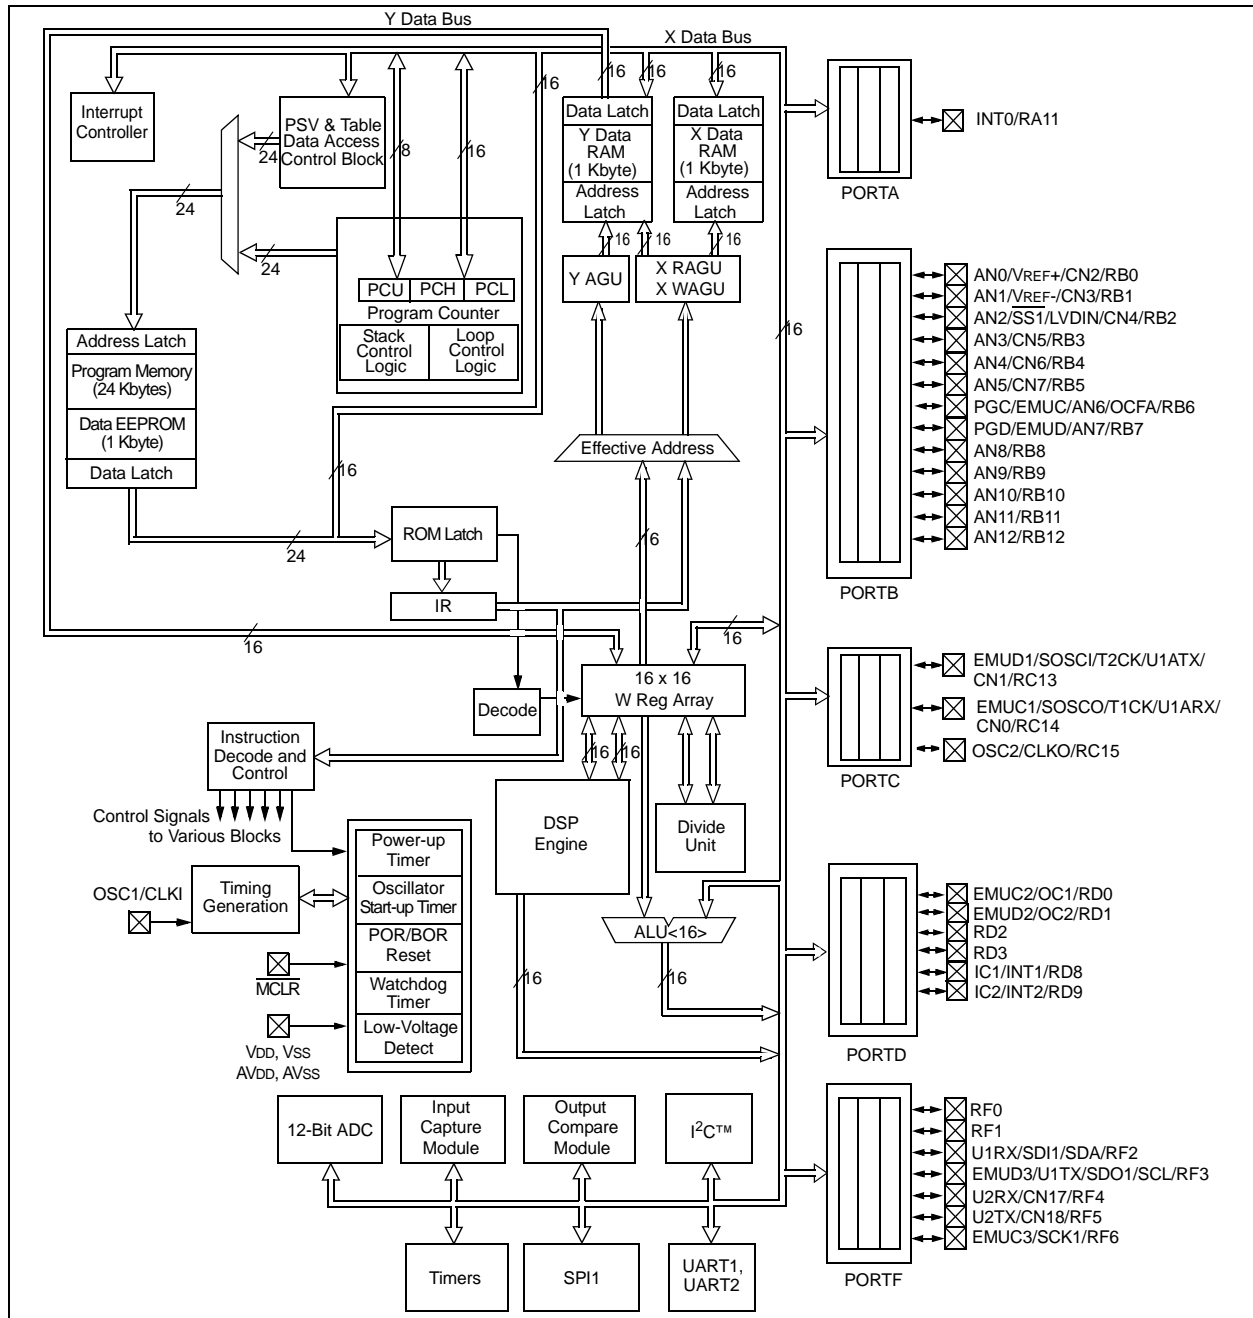 Y Data Bus
X Data Bus
16
16
16
16
16
Interrupt
Controller
PSV & Table
Data Access
Control Block
24
8
16
24
24
Data Latch
Y Data
RAM
(1 Kbyte)
Address
Latch
Data Latch
X Data
RAM
(1 Kbyte)
Address
Latch
16
16
16
Y AGU
X RAGU
X WAGU
PCU
PCH
PCL
Program Counter
Stack
Control
Logic
Loop
Control
Logic
16
Address Latch
Program Memory
(24 Kbytes)
Data EEPROM
(1 Kbyte)
Data Latch
Effective Address
16
24
ROM Latch
16
IR
16
16
16 x 16
W Reg Array
Decode
Instruction
Decode and
Control
16
16
Control Signals
to Various Blocks
DSP
Engine
Divide
Unit
Power-up
Timer
Oscillator
Start-up Timer
POR/BOR
Reset
Watchdog
Timer
Low-Voltage
Detect
OSC1/CLKI
Timing
Generation
MCLR
VDD, VSS
AVDD, AVSS
ALU<16>
16
16
12-Bit ADC
Input
Capture
Module
Output
Compare
Module
I2C™
Timers
SPI1
UART1,
UART2
INT0/RA11
PORTA
AN0/VREF+/CN2/RB0
AN1/VREF-/CN3/RB1
AN2/SS1/LVDIN/CN4/RB2
AN3/CN5/RB3
AN4/CN6/RB4
AN5/CN7/RB5
PGC/EMUC/AN6/OCFA/RB6
PGD/EMUD/AN7/RB7
AN8/RB8
AN9/RB9
AN10/RB10
AN11/RB11
AN12/RB12
PORTB
EMUD1/SOSCI/T2CK/U1ATX/
CN1/RC13
EMUC1/SOSCO/T1CK/U1ARX/
CN0/RC14
OSC2/CLKO/RC15
PORTC
EMUC2/OC1/RD0
EMUD2/OC2/RD1
RD2
RD3
IC1/INT1/RD8
IC2/INT2/RD9
PORTD
RF0
RF1
U1RX/SDI1/SDA/RF2
EMUD3/U1TX/SDO1/SCL/RF3
U2RX/CN17/RF4
U2TX/CN18/RF5
EMUC3/SCK1/RF6
PORTF